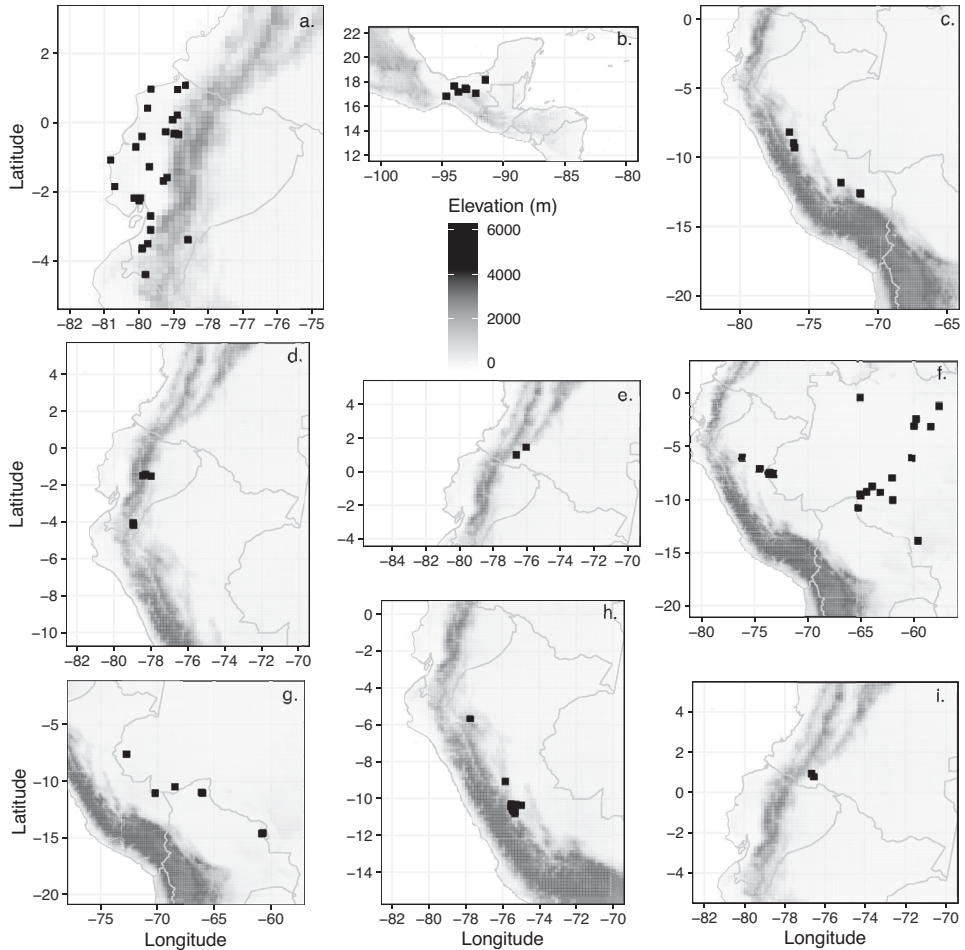 a.
2
0
−2
−4
Latitude
−82 −81 −80 −79 −78 −77 −76 −75
b.
22
20
18
16
14
12
−100 −95 −90 −85 −80
Elevation (m)
6000
4000
2000
0
c.
0
−5
−10
−15
−20
−80 −75 −70 −65
d.
4
2
0
−2
−4
−6
−8
−10
Latitude
−82 −80 −78 −76 −74 −72 −70
e.
4
2
0
−2
−4
−84 −82 −80 −78 −76 −74 −72 −70
f.
0
−5
−10
−15
−20
−80 −75 −70 −65 −60
g.
−5
−10
−15
−20
Latitude
−75 −70 −65 −60
Longitude
h.
0
−2
−4
−6
−8
−10
−12
−14
−82 −80 −78 −76 −74 −72 −70
Longitude
i.
4
2
0
−2
−4
−82 −80 −78 −76 −74 −72 −70
Longitude